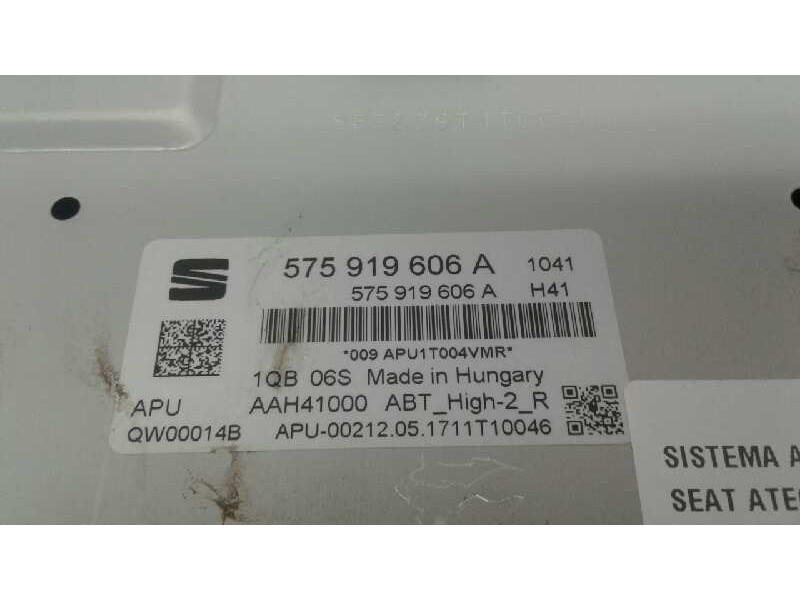 575 919 606 A 1041
575 919 606 A H41
*009 APU1T004VMR*
1QB 06S Made in Hungary
APU AAH41000 ABT_High-2_R
QW00014B APU-00212.05.1711T10046
SISTEMA
SEAT